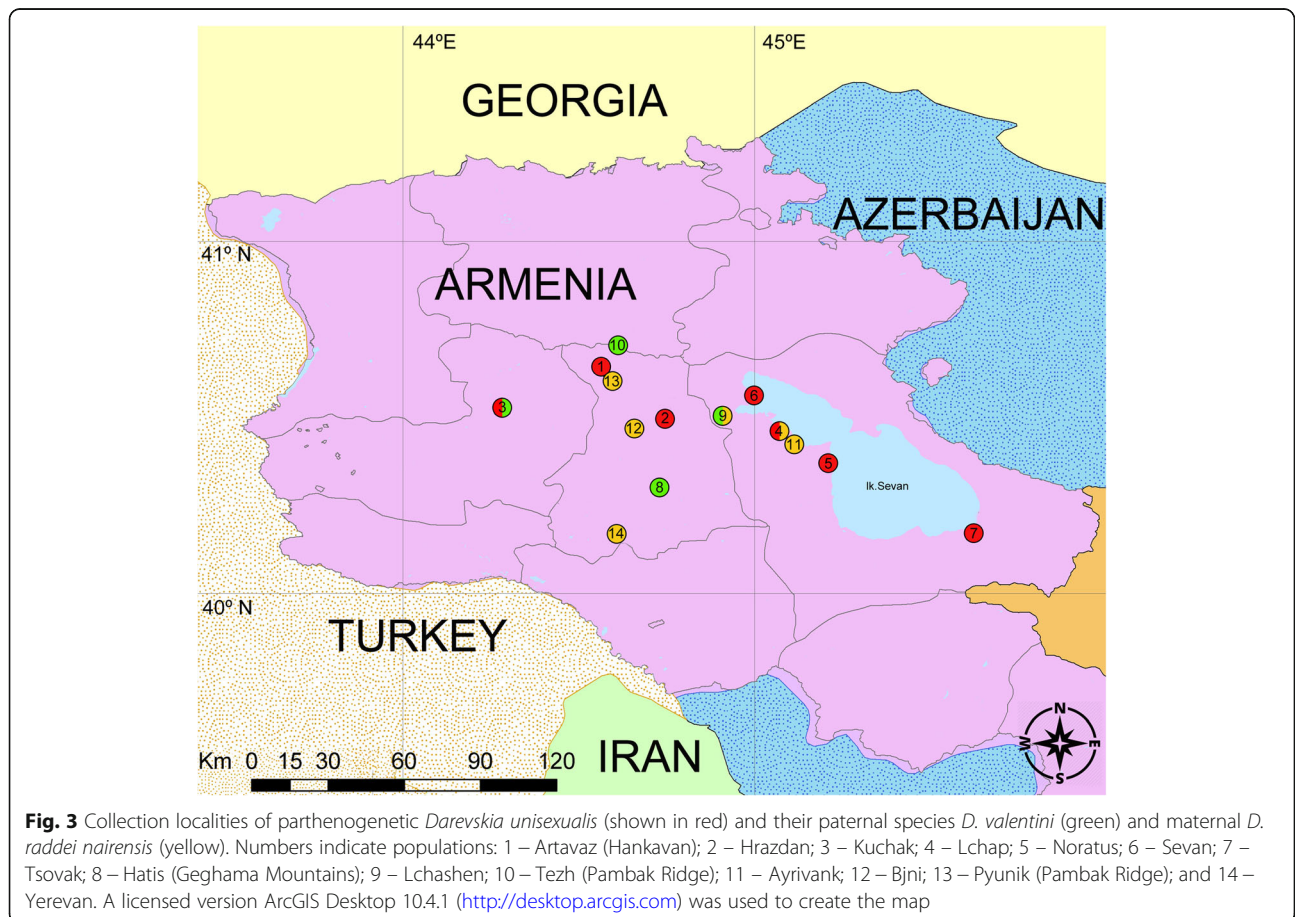 44ºE
45ºE
GEORGIA
AZERBAIJAN
41º N
ARMENIA
10
1
13
6
3
9
2
12
4
11
5
8
lk.Sevan
14
7
40º N
TURKEY
N
W
E
S
IRAN
Km 0 15 30 60 90 120
Fig. 3 Collection localities of parthenogenetic Darevskia unisexualis (shown in red) and their paternal species D. valentini (green) and maternal D.
raddei nairensis (yellow). Numbers indicate populations: 1 – Artavaz (Hankavan); 2 – Hrazdan; 3 – Kuchak; 4 – Lchap; 5 – Noratus; 6 – Sevan; 7 –
Tsovak; 8 – Hatis (Geghama Mountains); 9 – Lchashen; 10 – Tezh (Pambak Ridge); 11 – Ayrivank; 12 – Bjni; 13 – Pyunik (Pambak Ridge); and 14 –
Yerevan. A licensed version ArcGIS Desktop 10.4.1 (http://desktop.arcgis.com) was used to create the map